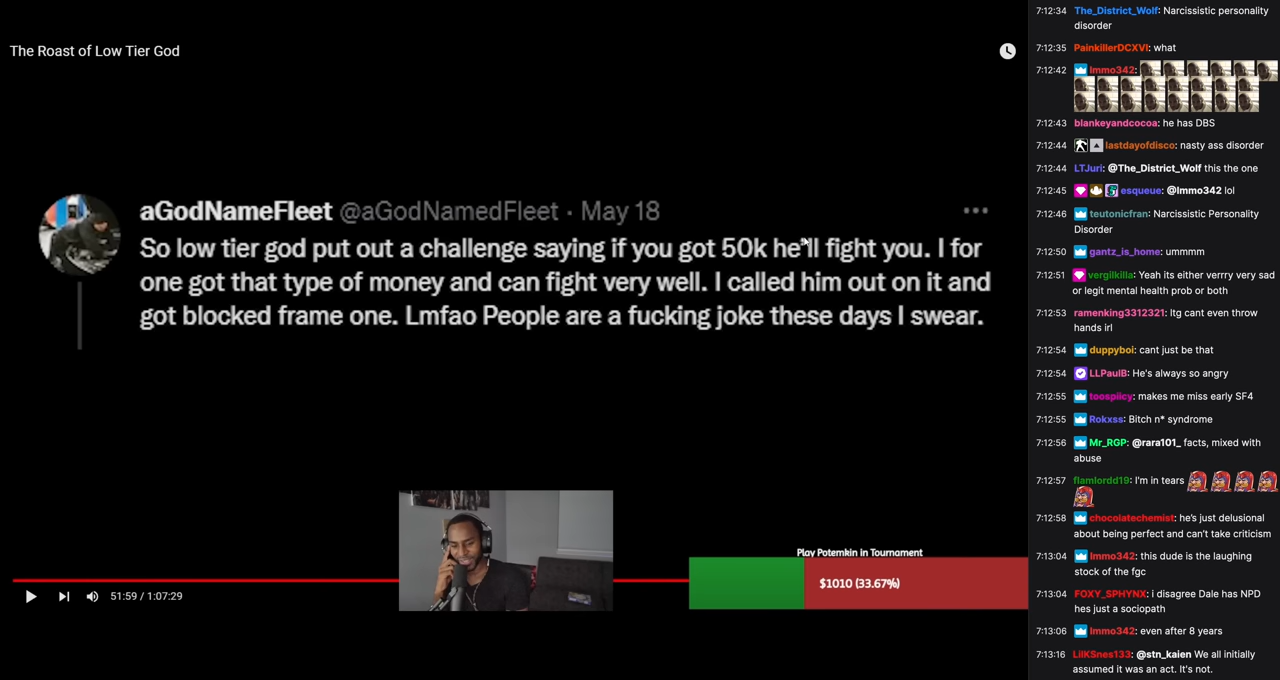 The Roast of Low Tier God
aGodNameFleet @aGodNamedFleet · May 18
So low tier god put out a challenge saying if you got 50k he'll fight you. I for
one got that type of money and can fight very well. I called him out on it and
got blocked frame one. Lmfao People are a fucking joke these days I swear.
Play Potemkin in Tournament
$1010 (33.67%)
51:59 / 1:07:29
7:12:34 The_District_Wolf: Narcissistic personality
disorder
7:12:35 PainkillerDCXVI: what
7:12:42 Immo342:
7:12:43 blankeyandcocoa: he has DBS
7:12:44 lastdayofdisco: nasty ass disorder
7:12:44 LTJuri: @The_District_Wolf this the one
7:12:45 esqueue: @Immo342 lol
7:12:46 teutonicfran: Narcissistic Personality
Disorder
7:12:50 gantz_is_home: ummmm
7:12:51 vergilkilla: Yeah its either verrry very sad
or legit mental health prob or both
7:12:53 ramenking3312321: ltg cant even throw
hands irl
7:12:54 duppyboi: cant just be that
7:12:54 LLPaulB: He's always so angry
7:12:55 toospiicy: makes me miss early SF4
7:12:55 Rokxss: Bitch n* syndrome
7:12:56 Mr_RGP: @rara101_ facts, mixed with
abuse
7:12:57 flamlordd19: I'm in tears
7:12:58 chocolatechemist: he's just delusional
about being perfect and can't take criticism
7:13:04 Immo342: this dude is the laughing
stock of the fgc
7:13:04 FOXY_SPHYNX: i disagree Dale has NPD
hes just a sociopath
7:13:06 Immo342: even after 8 years
7:13:16 LilKSnes133: @stn_kaien We all initially
assumed it was an act. It's not.